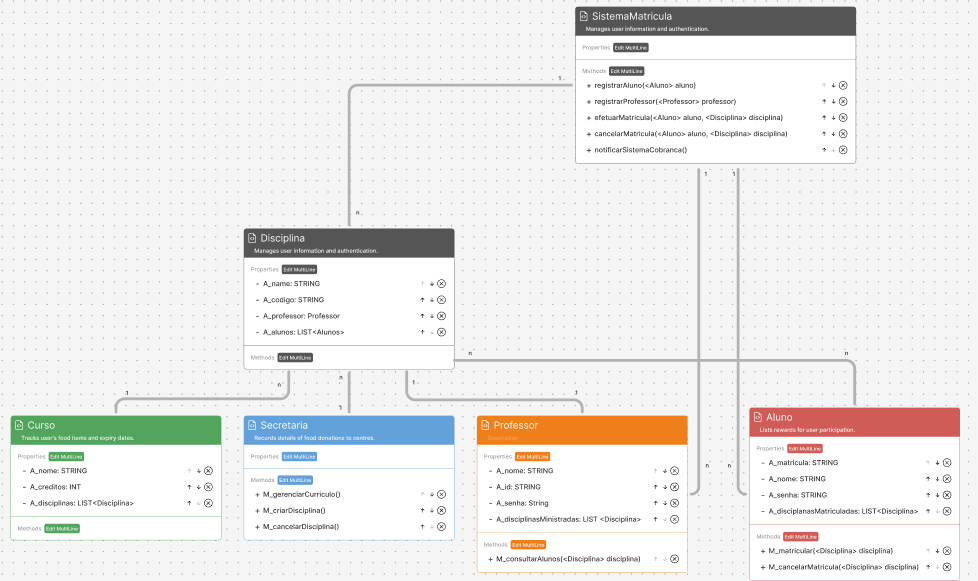 SistemaMatricula
Manages user information and authentication.
Properties Edit MultiLine
Methods Edit MultiLine
+ registrarAluno(<Aluno> aluno)
+ registrarProfessor(<Professor> professor)
+ efetuarMatricula(<Aluno> aluno, <Disciplina> disciplina)
+ cancelarMatricula(<Aluno> aluno, <Disciplina> disciplina)
+ notificarSistemaCobranca()
1 .
1
1
n .
Disciplina
Manages user information and authentication.
Properties Edit MultiLine
- A_name: STRING
- A_codigo: STRING
- A_professor: Professor
- A_alunos: LIST<Alunos>
Methods Edit MultiLine
n
n
n .
1
n
1
1 .
1
n
n
Curso
Tracks user's food items and expiry dates.
Properties Edit MultiLine
- A_nome: STRING
- A_creditos: INT
- A_disciplinas: LIST<Disciplina>
Methods Edit MultiLine
Secretaria
Records details of food donations to centres.
Properties Edit MultiLine
Methods Edit MultiLine
+ M_gerenciarCurriculo()
+ M_criarDisciplina()
+ M_cancelarDisciplina()
Professor
Description
Properties Edit MultiLine
- A_nome: STRING
- A_id: STRING
- A_senha: String
- A_disciplinasMinistradas: LIST <Disciplina>
Methods Edit MultiLine
+ M_consultarAlunos(<Disciplina> disciplina)
Aluno
Lists rewards for user participation.
Properties Edit MultiLine
- A_matricula: STRING
- A_nome: STRING
- A_senha: STRING
- A_disciplanasMatriculadas: LIST<Disciplina>
Methods Edit MultiLine
+ M_matricular(<Disciplina> disciplina)
+ M_cancelarMatricula(<Disciplina> disciplina)